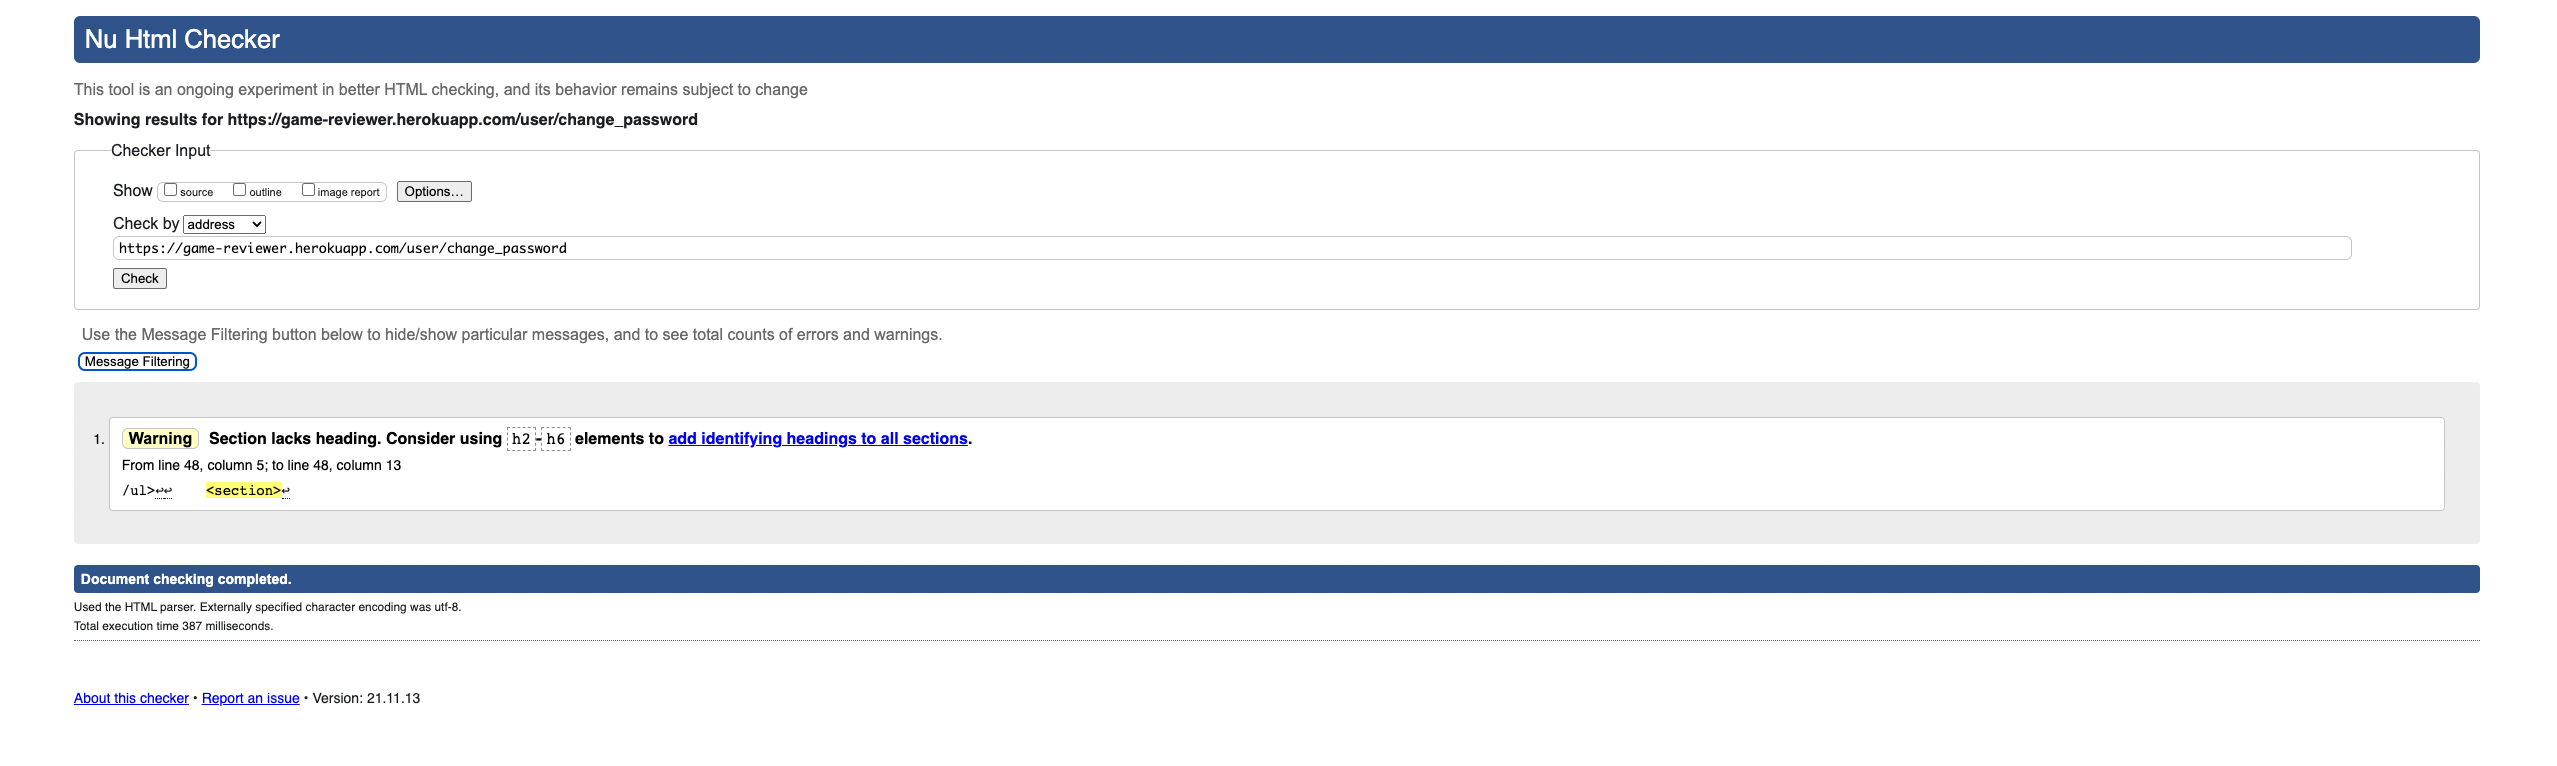 Nu Html Checker
This tool is an ongoing experiment in better HTML checking, and its behavior remains subject to change
Showing results for https://game-reviewer.herokuapp.com/user/change_password
Checker Input
Show source outline image report Options...
Check by address
https://game-reviewer.herokuapp.com/user/change_password
Check
Use the Message Filtering button below to hide/show particular messages, and to see total counts of errors and warnings.
Message Filtering
1. Warning Section lacks heading. Consider using h2-h6 elements to add identifying headings to all sections.
From line 48, column 5; to line 48, column 13
/ul>↩↩ <section>↩
Document checking completed.
Used the HTML parser. Externally specified character encoding was utf-8.
Total execution time 387 milliseconds.
About this checker • Report an issue • Version: 21.11.13